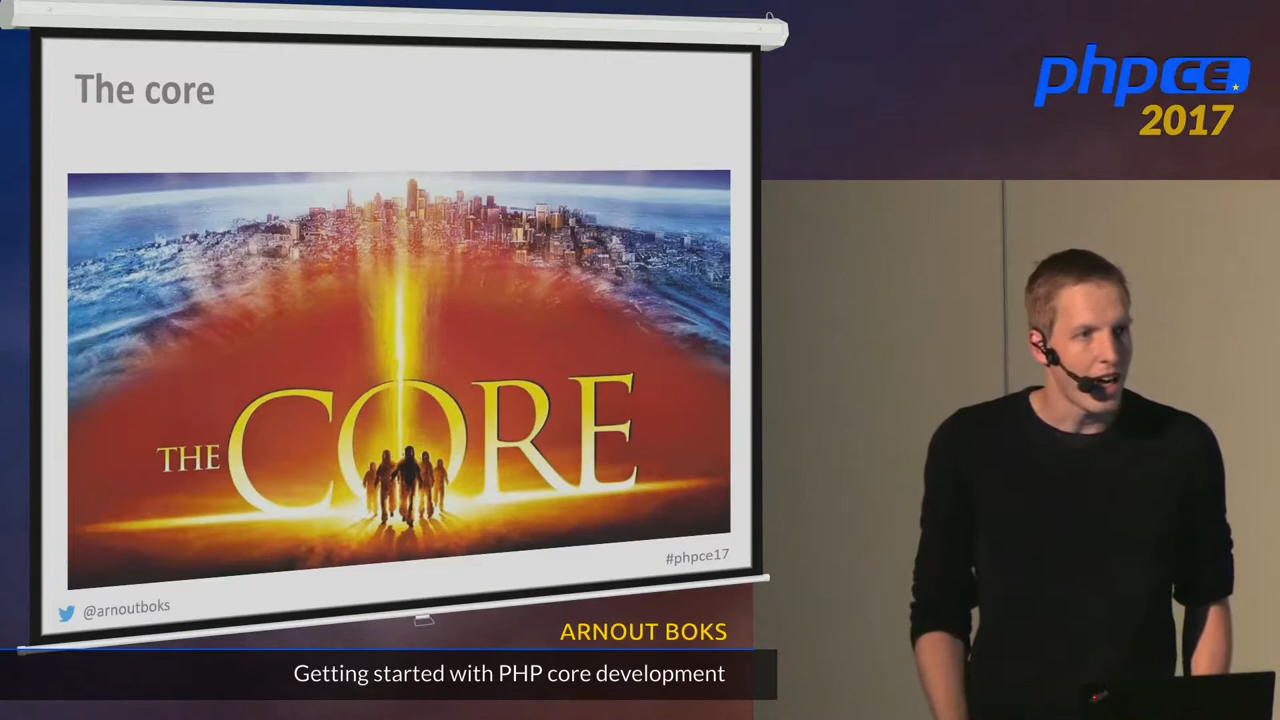 The core
THE CORE
#phpce17
@arnoutboks
phpce
2017
ARNOUT BOKS
Getting started with PHP core development